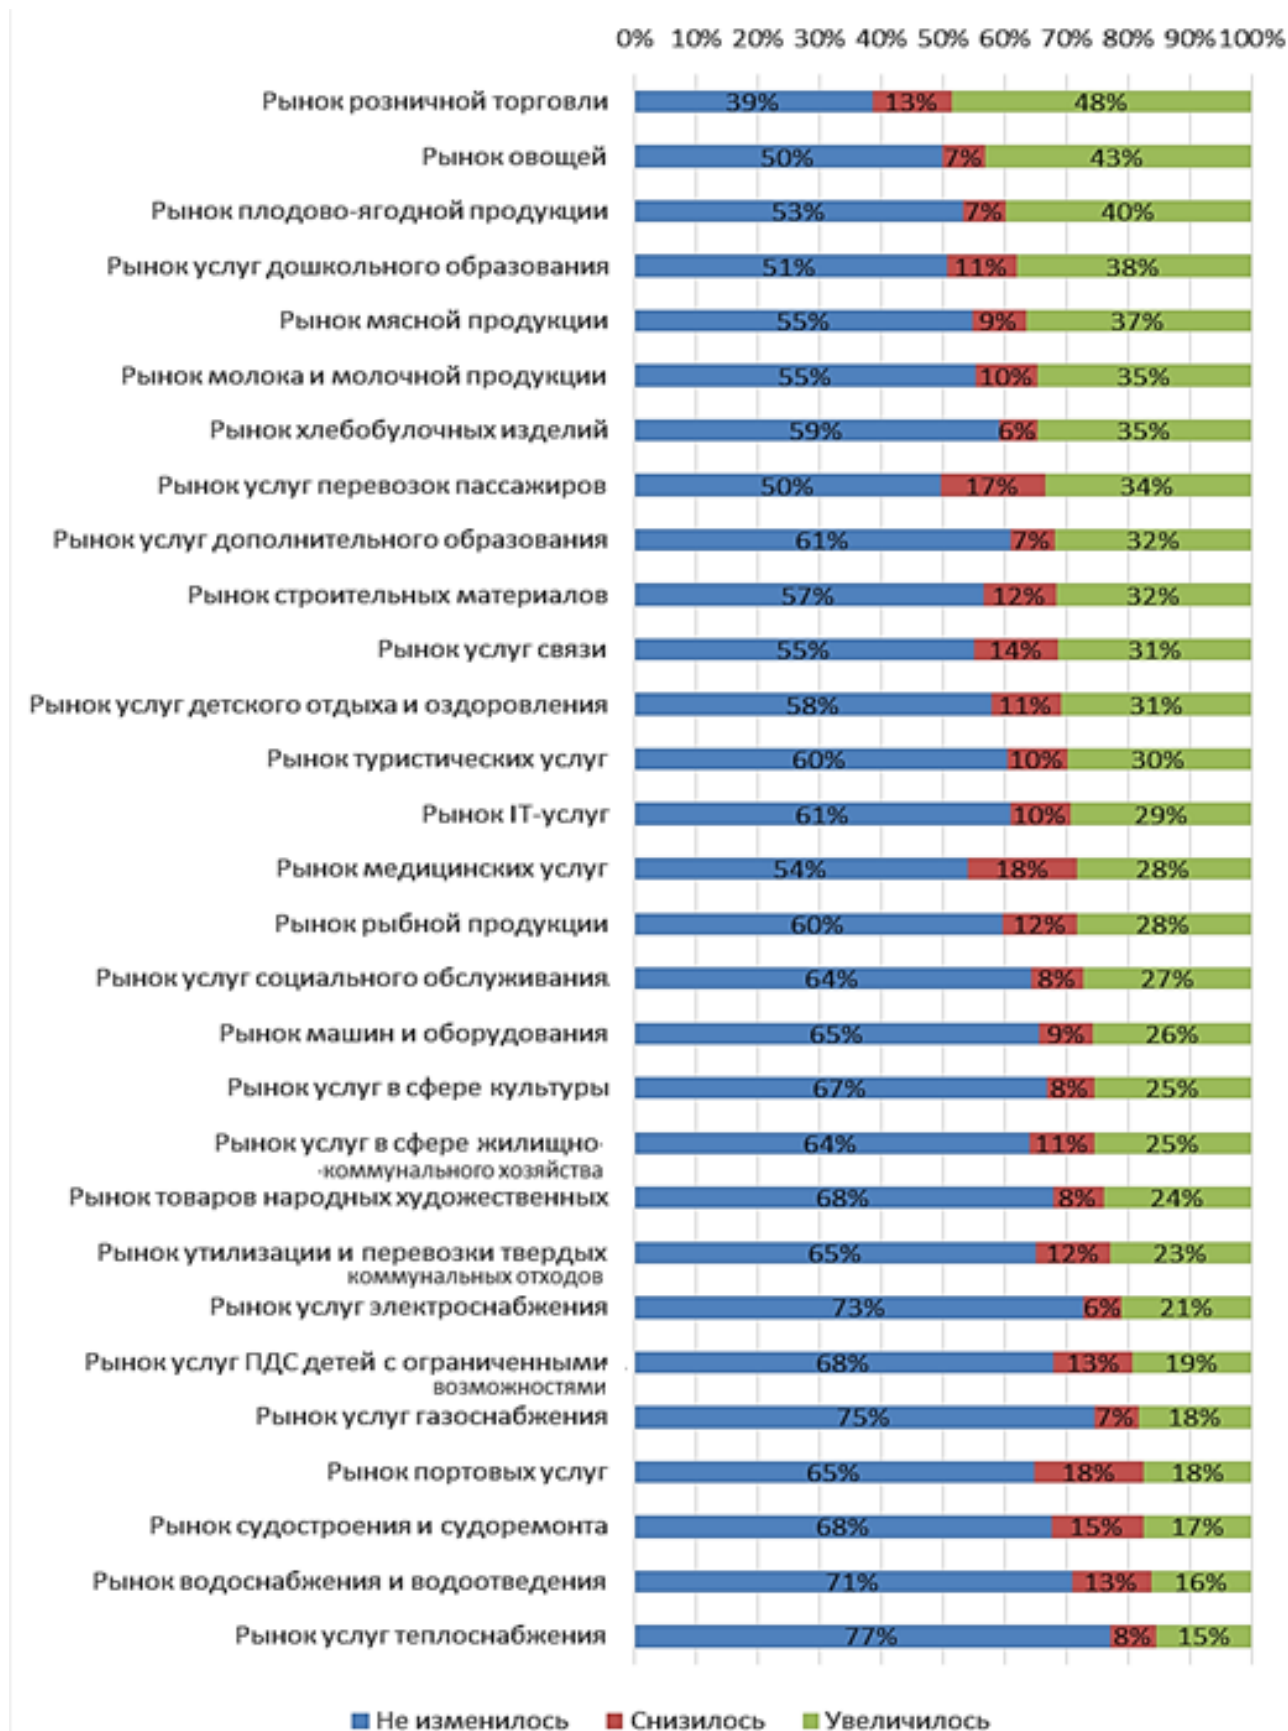 0% 10% 20% 30% 40% 50% 60% 70% 80% 90%100%
Рынок розничной торговли 39% 13% 48%
Рынок овощей 50% 7% 43%
Рынок плодово-ягодной продукции 53% 7% 40%
Рынок услуг дошкольного образования 51% 11% 38%
Рынок мясной продукции 55% 9% 37%
Рынок молока и молочной продукции 55% 10% 35%
Рынок хлебобулочных изделий 59% 6% 35%
Рынок услуг перевозок пассажиров 50% 17% 34%
Рынок услуг дополнительного образования 61% 7% 32%
Рынок строительных материалов 57% 12% 32%
Рынок услуг связи 55% 14% 31%
Рынок услуг детского отдыха и оздоровления 58% 11% 31%
Рынок туристических услуг 60% 10% 30%
Рынок IT-услуг 61% 10% 29%
Рынок медицинских услуг 54% 18% 28%
Рынок рыбной продукции 60% 12% 28%
Рынок услуг социального обслуживания 64% 8% 27%
Рынок машин и оборудования 65% 9% 26%
Рынок услуг в сфере культуры 67% 8% 25%
Рынок услуг в сфере жилищно- 64% 11% 25%
-коммунального хозяйства
Рынок товаров народных художественных 68% 8% 24%
Рынок утилизации и перевозки твердых 65% 12% 23%
коммунальных отходов
Рынок услуг электроснабжения 73% 6% 21%
Рынок услуг ПДС детей с ограниченными 68% 13% 19%
возможностями
Рынок услуг газоснабжения 75% 7% 18%
Рынок портовых услуг 65% 18% 18%
Рынок судостроения и судоремонта 68% 15% 17%
Рынок водоснабжения и водоотведения 71% 13% 16%
Рынок услуг теплоснабжения 77% 8% 15%
Не изменилось Снизилось Увеличилось